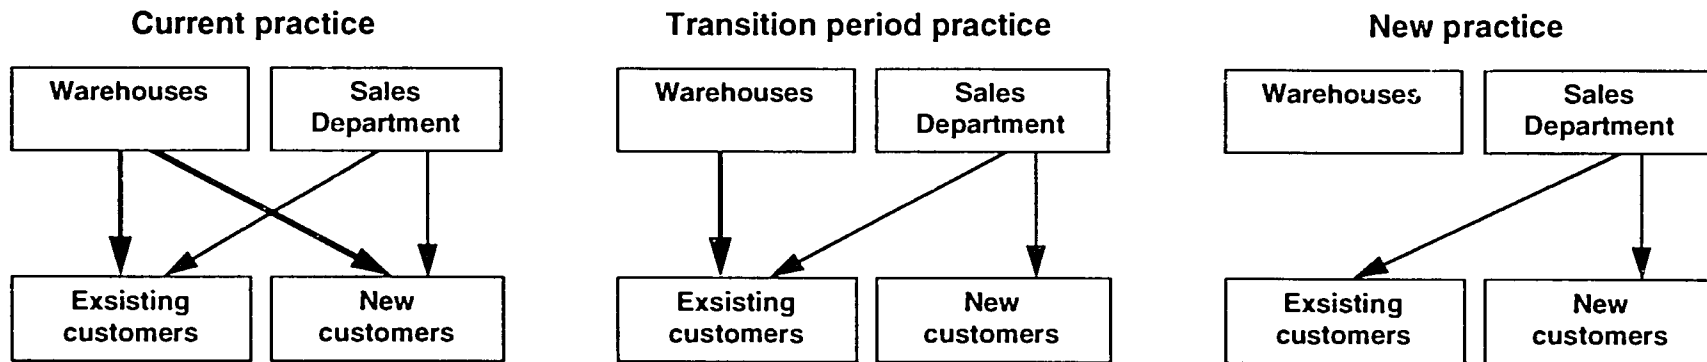 Current practice
Warehouses
Sales
Department
Exsisting
customers
New
customers
Transition period practice
Warehouses
Sales
Department
Exsisting
customers
New
customers
New practice
Warehouses
Sales
Department
Exsisting
customers
New
customers